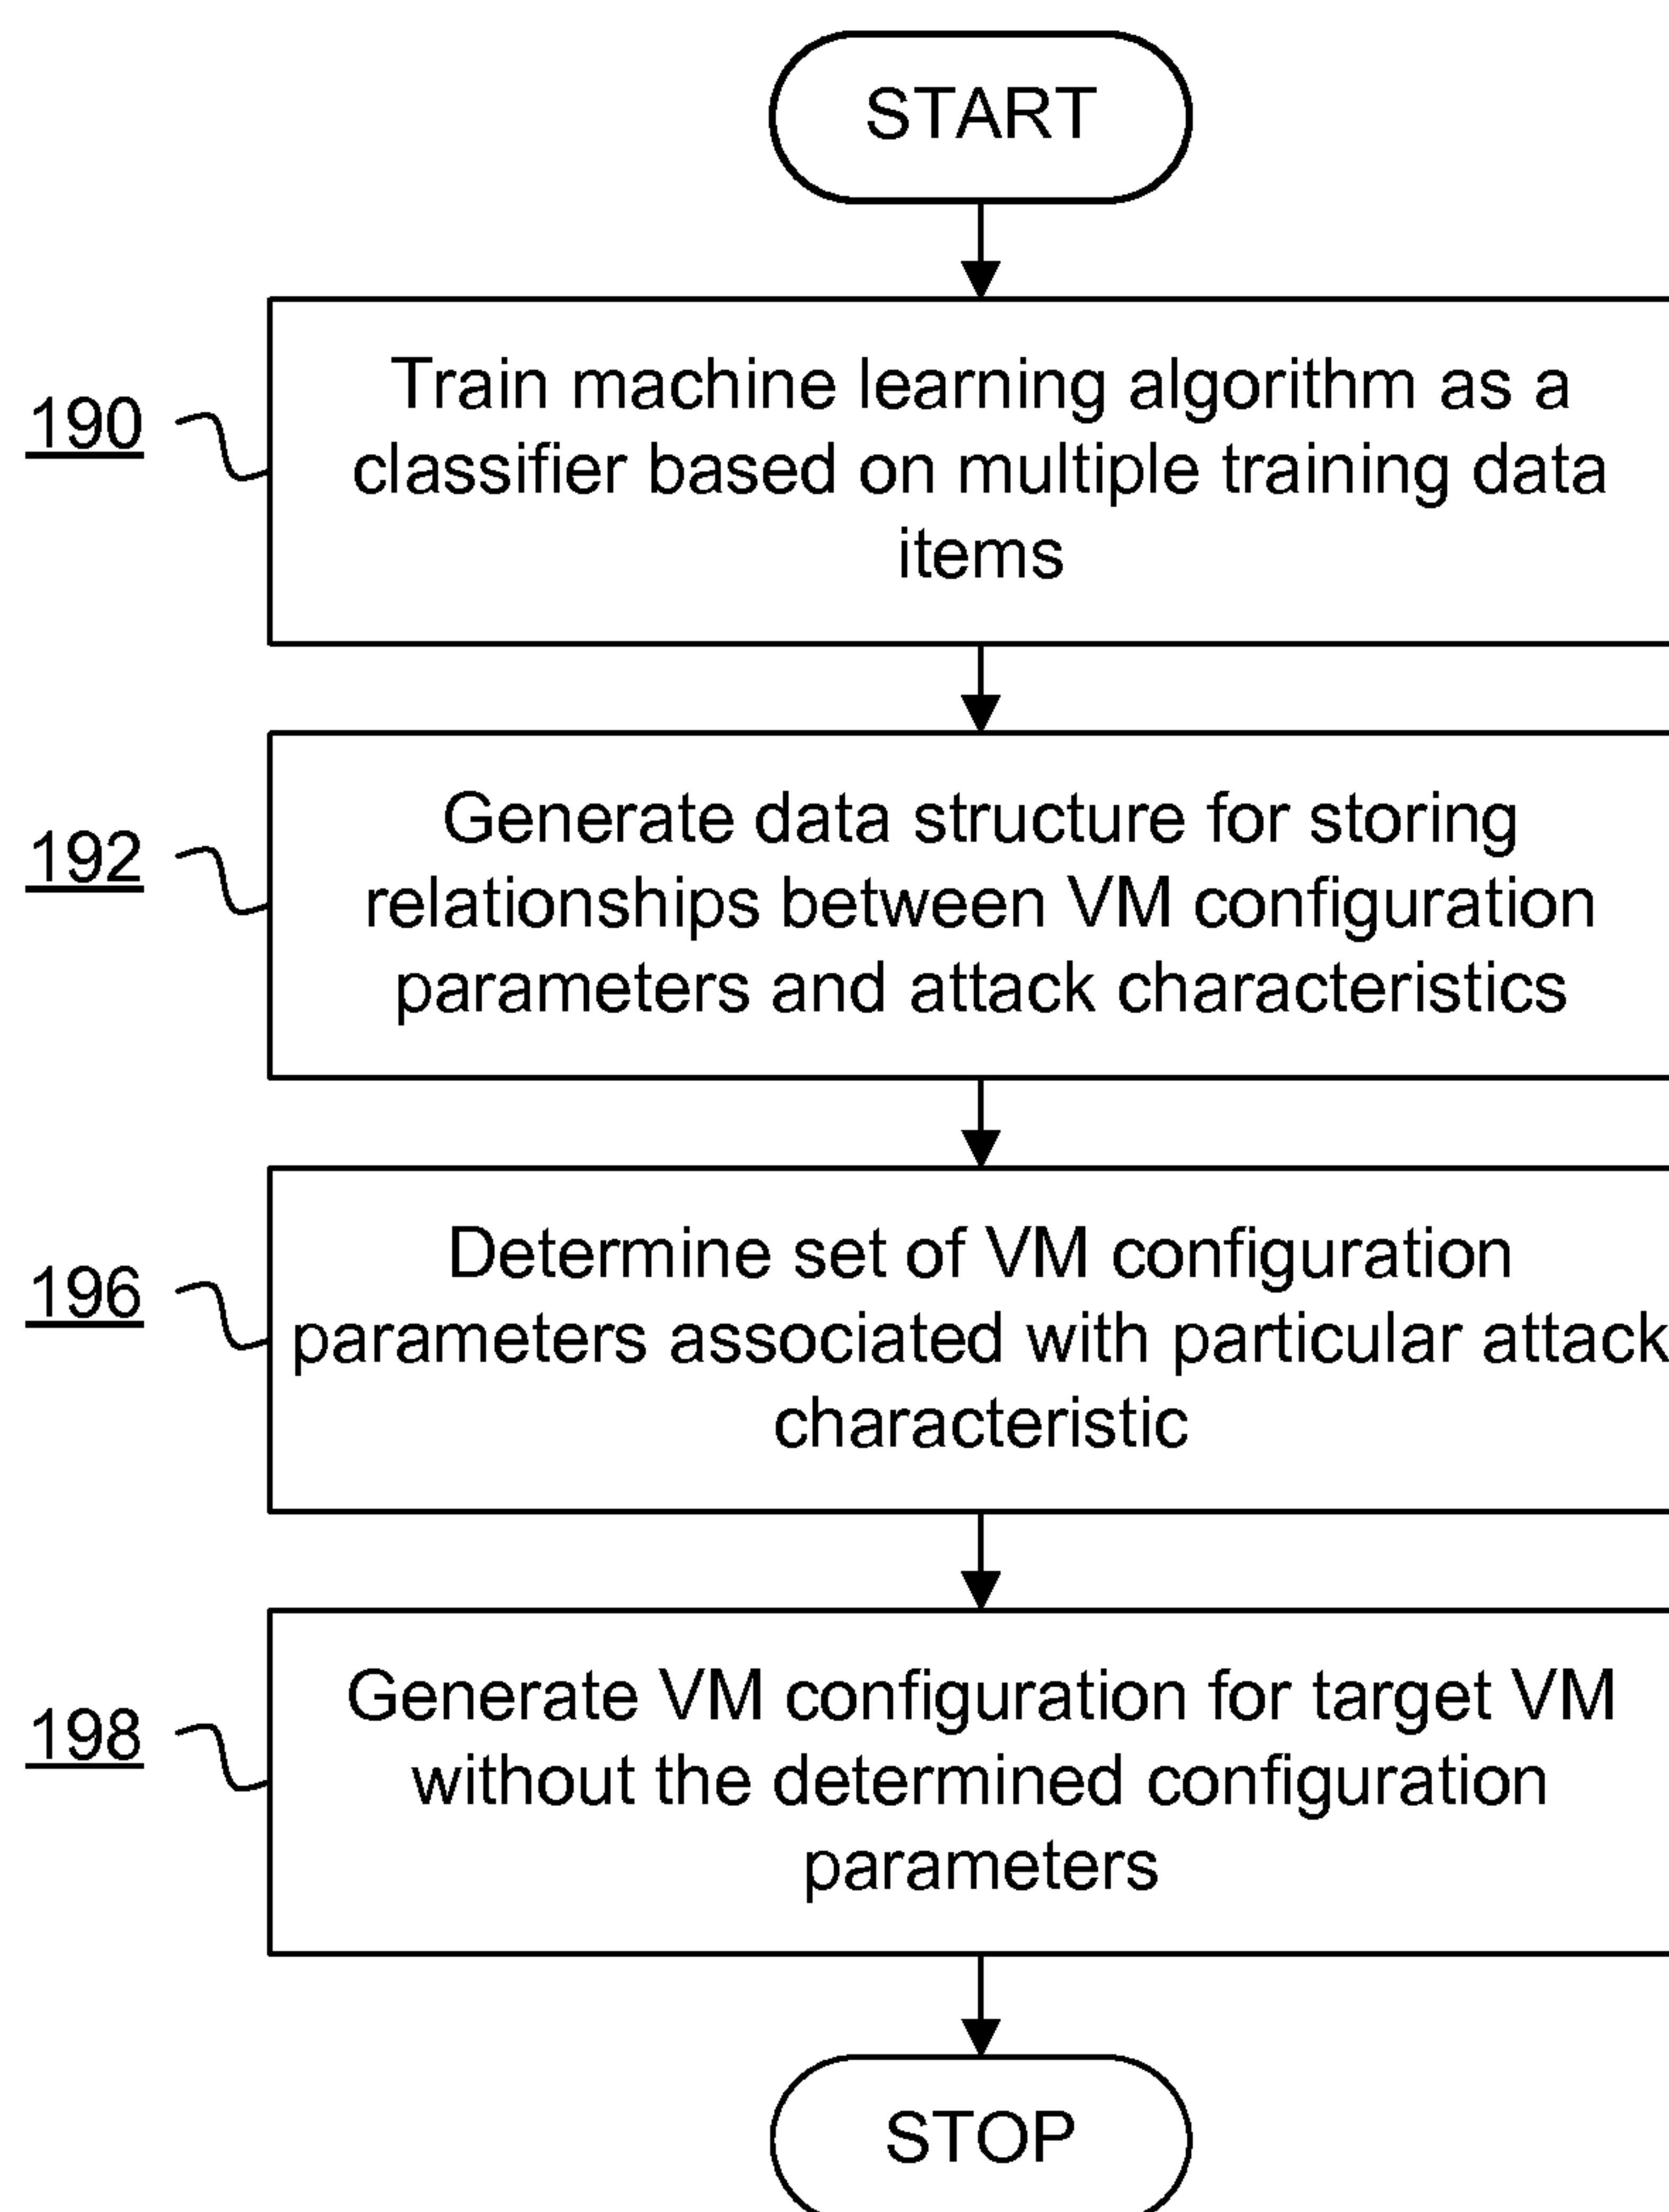 START
190
Train machine learning algorithm as a
classifier based on multiple training data
items
192
Generate data structure for storing
relationships between VM configuration
parameters and attack characteristics
196
Determine set of VM configuration
parameters associated with particular attack
characteristic
198
Generate VM configuration for target VM
without the determined configuration
parameters
STOP